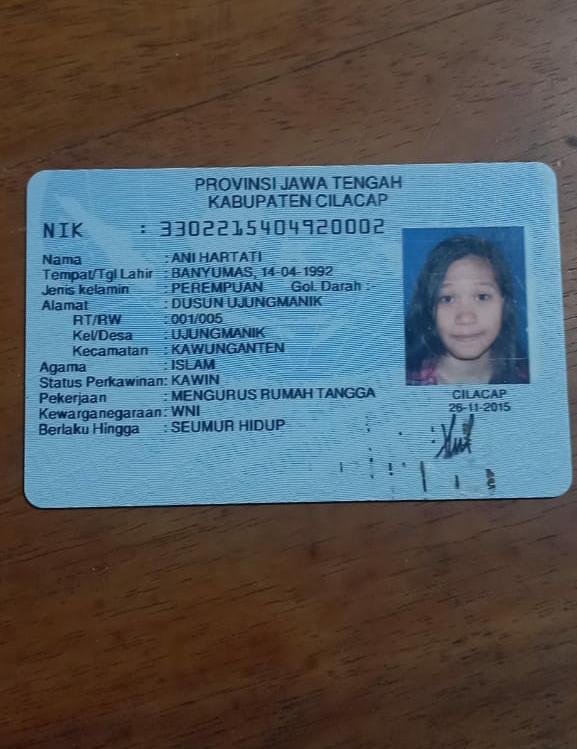 PROVINSI JAWA TENGAH
KABUPATEN CILACAP
NIK : 3302215404920002
Nama : ANI HARTATI
Tempat/Tgl Lahir : BANYUMAS, 14-04-1992
Jenis kelamin : PEREMPUAN Gol. Darah :-
Alamat : DUSUN UJUNGMANIK
RT/RW : 001/005
Kel/Desa : UJUNGMANIK
Kecamatan : KAWUNGANTEN
Agama : ISLAM
Status Perkawinan: KAWIN
Pekerjaan : MENGURUS RUMAH TANGGA
Kewarganegaraan: WNI
Berlaku Hingga : SEUMUR HIDUP
CILACAP
26-11-2015